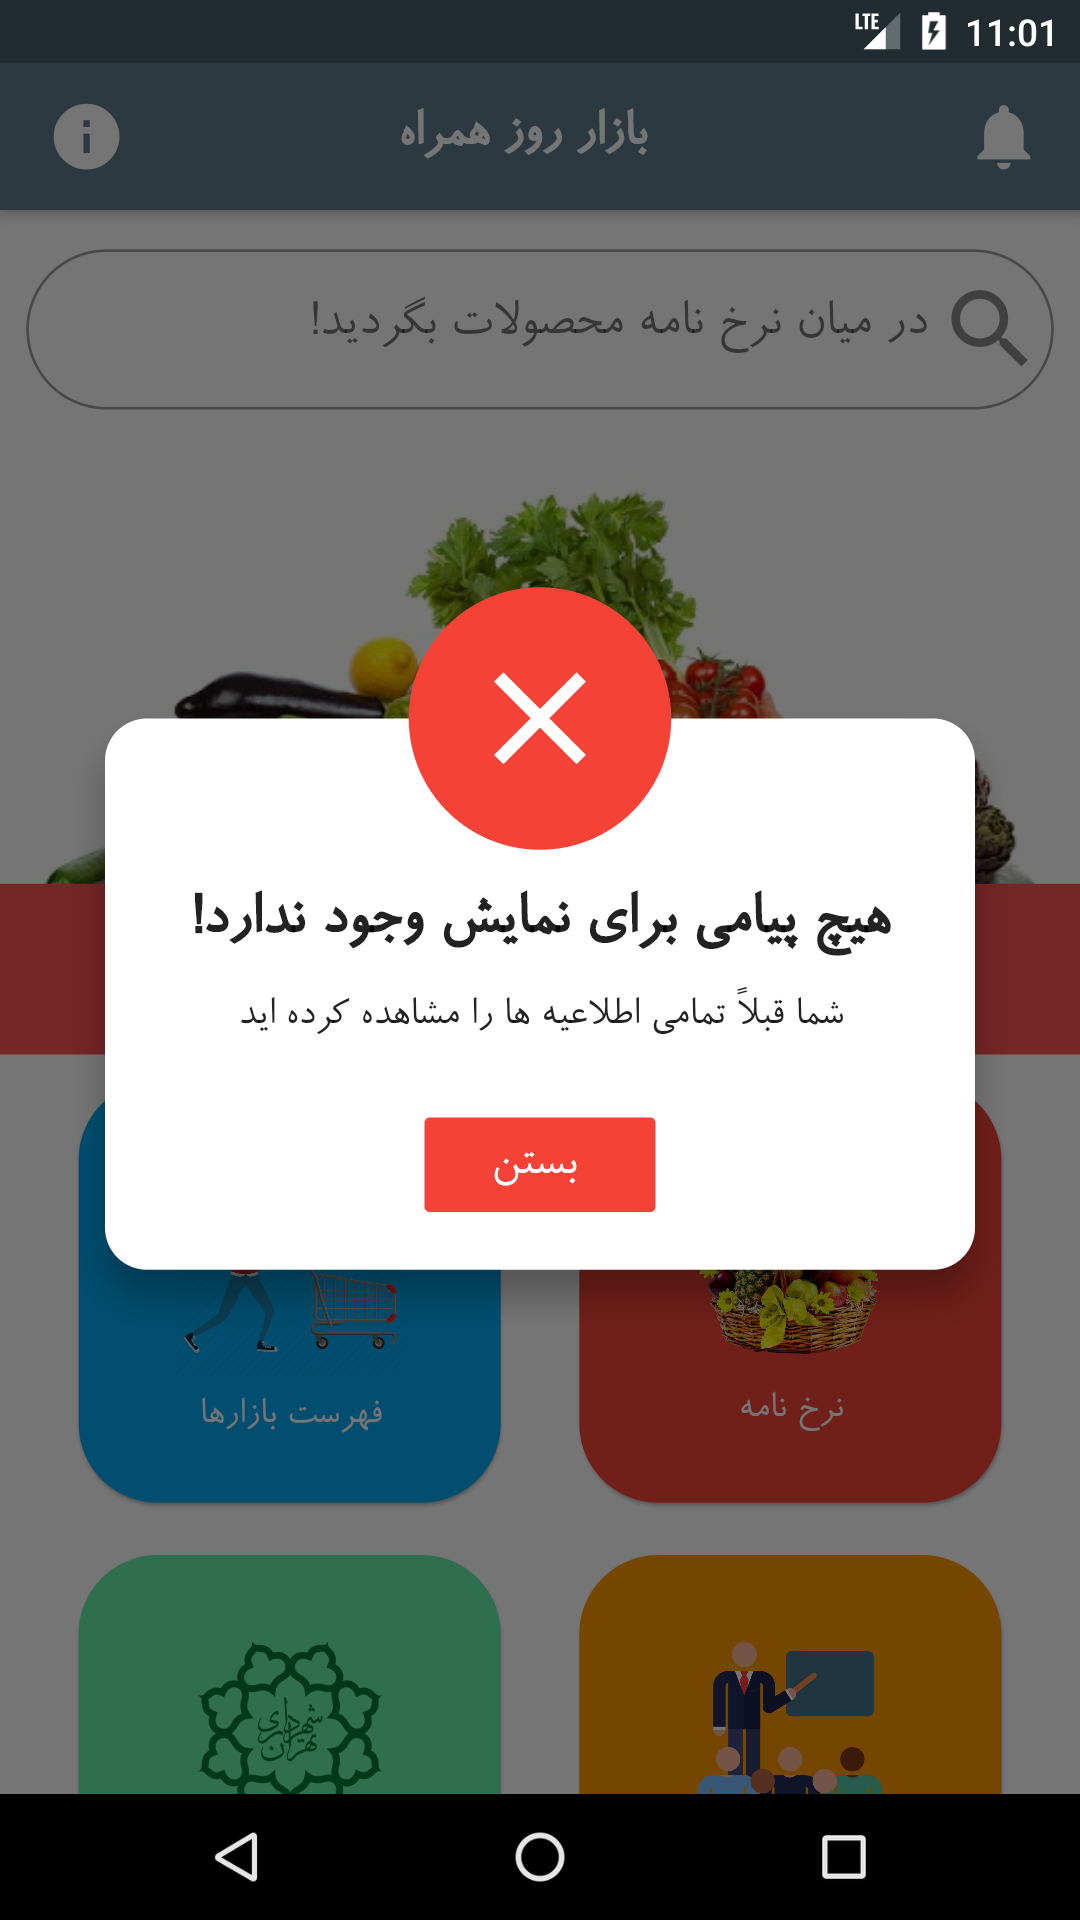 LTE 11:01
بازار روز همراه
در میان نرخ نامه محصولات بگردید!
هیچ پیامی برای نمایش وجود ندارد!
شما قبلاً تمامی اطلاعیه ها را مشاهده کرده اید
بستن
نرخ نامه
فهرست بازارها
شهرداری
تهران